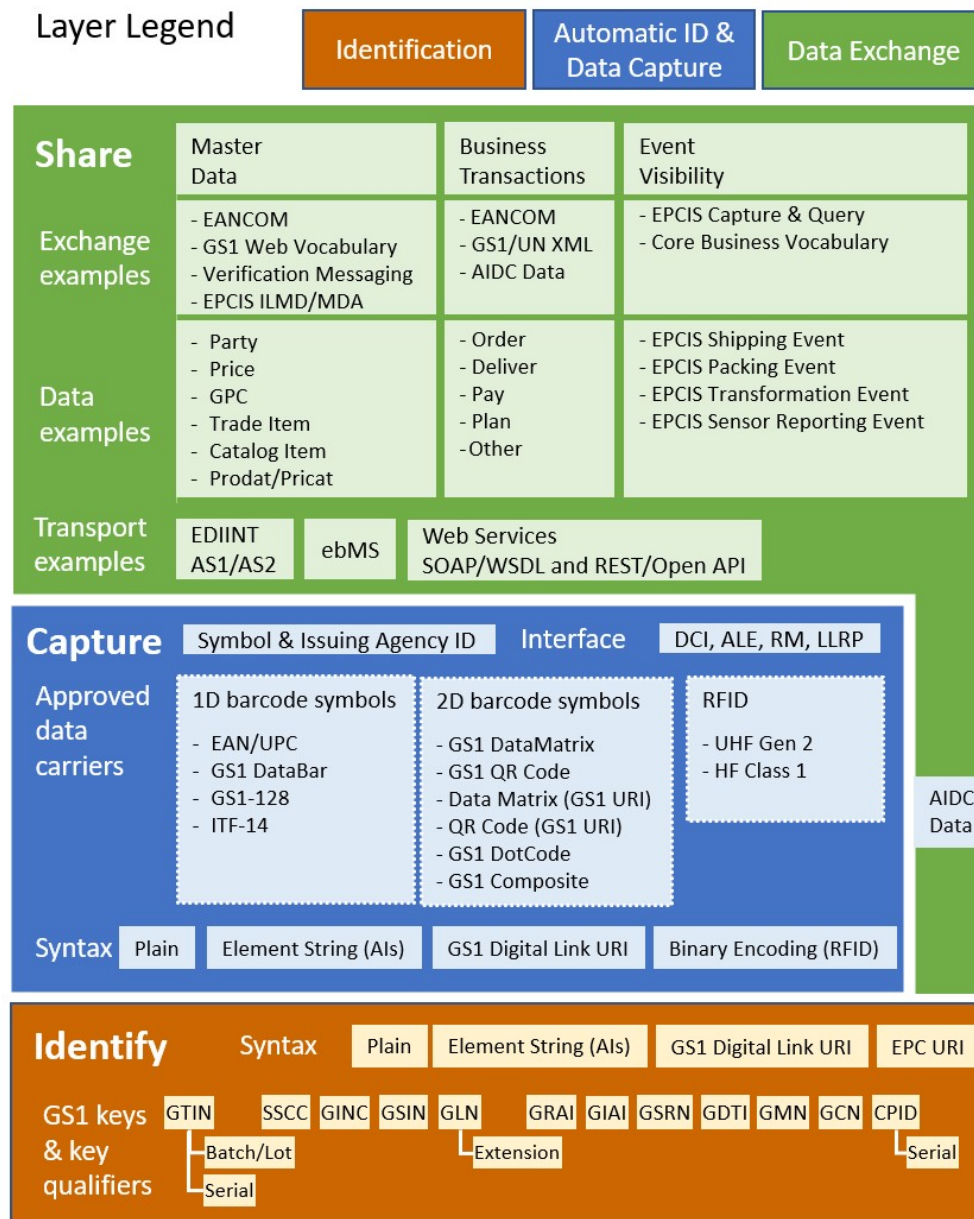 Layer Legend
Identification
Automatic ID &
Data Capture
Data Exchange
Share
Master
Data
Business
Transactions
Event
Visibility
Exchange
examples
- EANCOM
- GS1 Web Vocabulary
- Verification Messaging
- EPCIS ILMD/MDA
- EANCOM
- GS1/UN XML
- AIDC Data
- EPCIS Capture & Query
- Core Business Vocabulary
Data
examples
- Party
- Price
- GPC
- Trade Item
- Catalog Item
- Prodat/Pricat
- Order
- Deliver
- Pay
- Plan
-Other
- EPCIS Shipping Event
- EPCIS Packing Event
- EPCIS Transformation Event
- EPCIS Sensor Reporting Event
Transport
examples
EDIINT
AS1/AS2
ebMS
Web Services
SOAP/WSDL and REST/Open API
Capture
Symbol & Issuing Agency ID
Interface
DCI, ALE, RM, LLRP
Approved
data
carriers
1D barcode symbols
- EAN/UPC
- GS1 DataBar
- GS1-128
- ITF-14
2D barcode symbols
- GS1 DataMatrix
- GS1 QR Code
- Data Matrix (GS1 URI)
- QR Code (GS1 URI)
- GS1 DotCode
- GS1 Composite
RFID
- UHF Gen 2
- HF Class 1
AIDC
Data
Syntax
Plain
Element String (AIs)
GS1 Digital Link URI
Binary Encoding (RFID)
Identify
Syntax
Plain
Element String (AIs)
GS1 Digital Link URI
EPC URI
GS1 keys
& key
qualifiers
GTIN
SSCC
GINC
GSIN
GLN
GRAI
GIAI
GSRN
GDTI
GMN
GCN
CPID
Batch/Lot
Extension
Serial
Serial